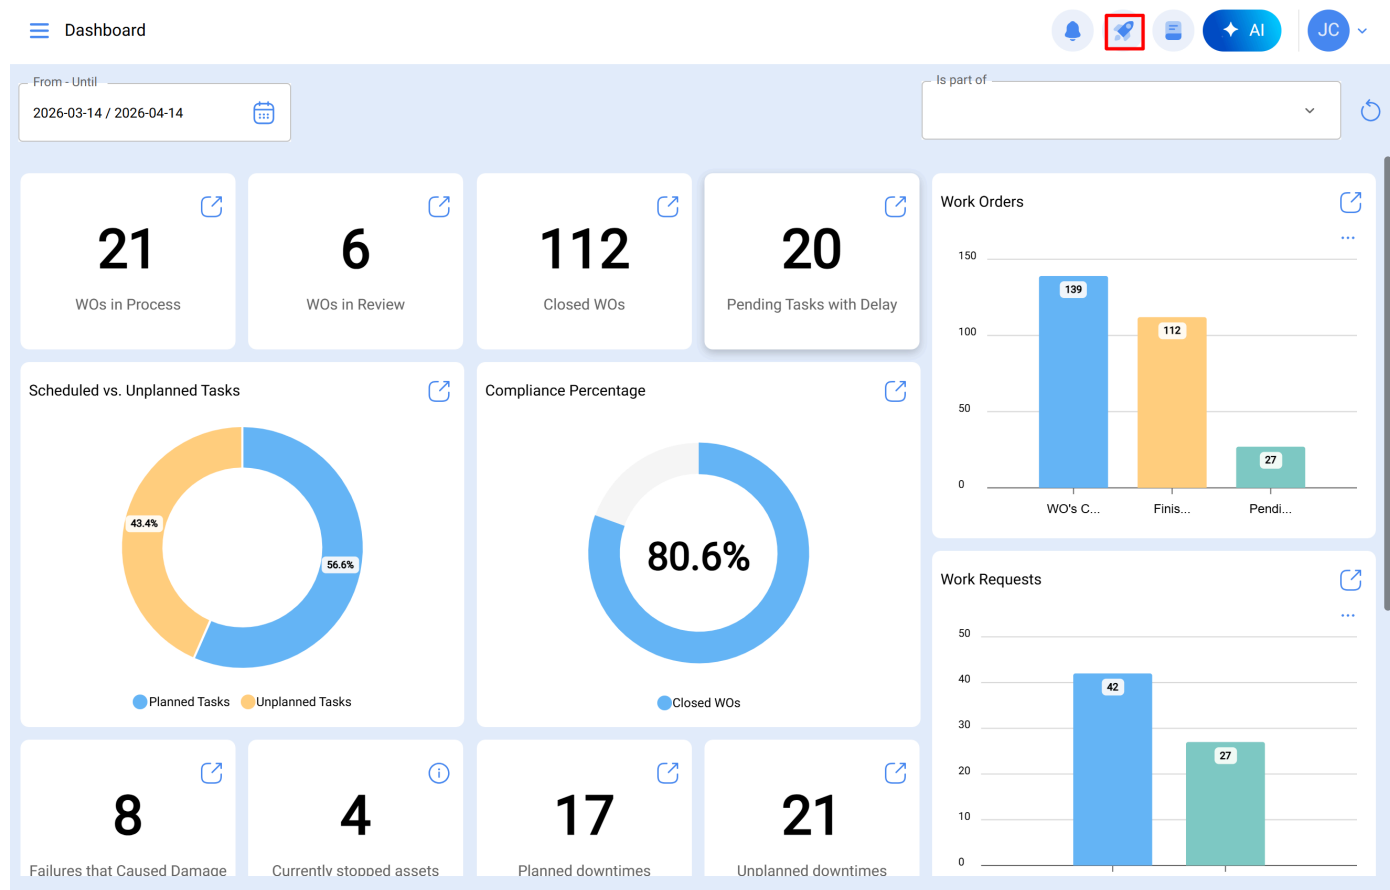 Dashboard
AI
JC
From - Until
2026-03-14 / 2026-04-14
Is part of
21
WOs in Process
6
WOs in Review
112
Closed WOs
20
Pending Tasks with Delay
Work Orders
...
150
100
50
0
139
112
27
WO's C...
Finis...
Pendi...
Scheduled vs. Unplanned Tasks
43.4%
56.6%
Planned Tasks
Unplanned Tasks
Compliance Percentage
80.6%
Closed WOs
Work Requests
...
50
40
30
20
10
0
42
27
8
Failures that Caused Damage
4
Currently stopped assets
17
Planned downtimes
21
Unplanned downtimes